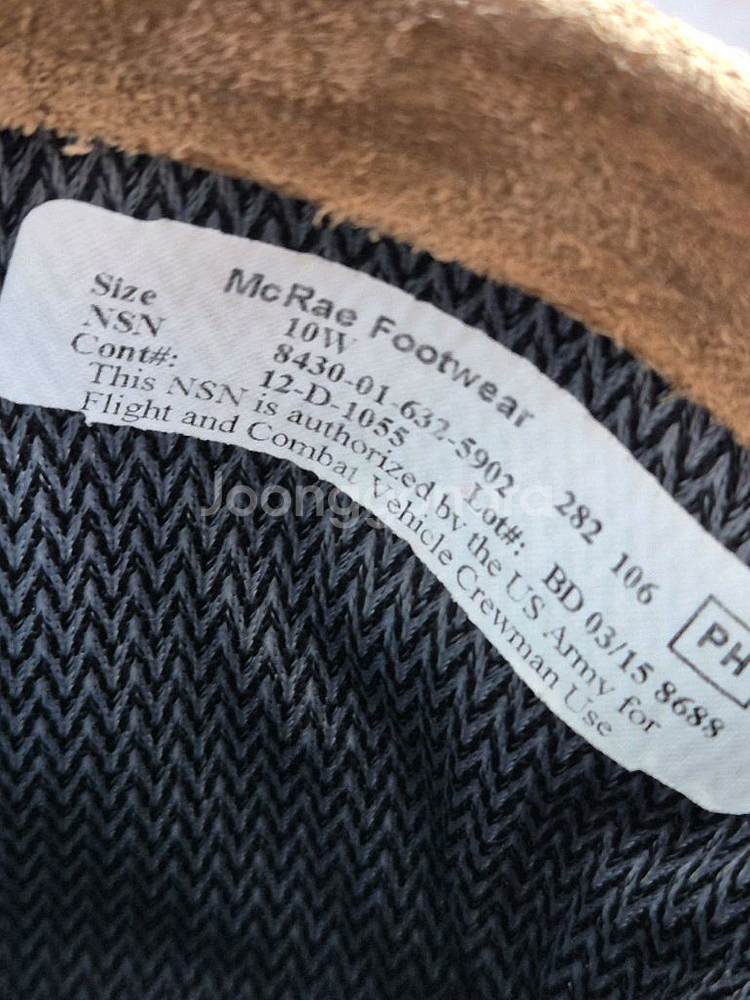 McRae Footwear
Size 10W 282 106
NSN 8430-01-632-5902
Cont#: 12-D-1055 Lot#: BD 03/15 8688
This NSN is authorized by the US Army for
Flight and Combat Vehicle Crewman Use
PH
Joonggonara